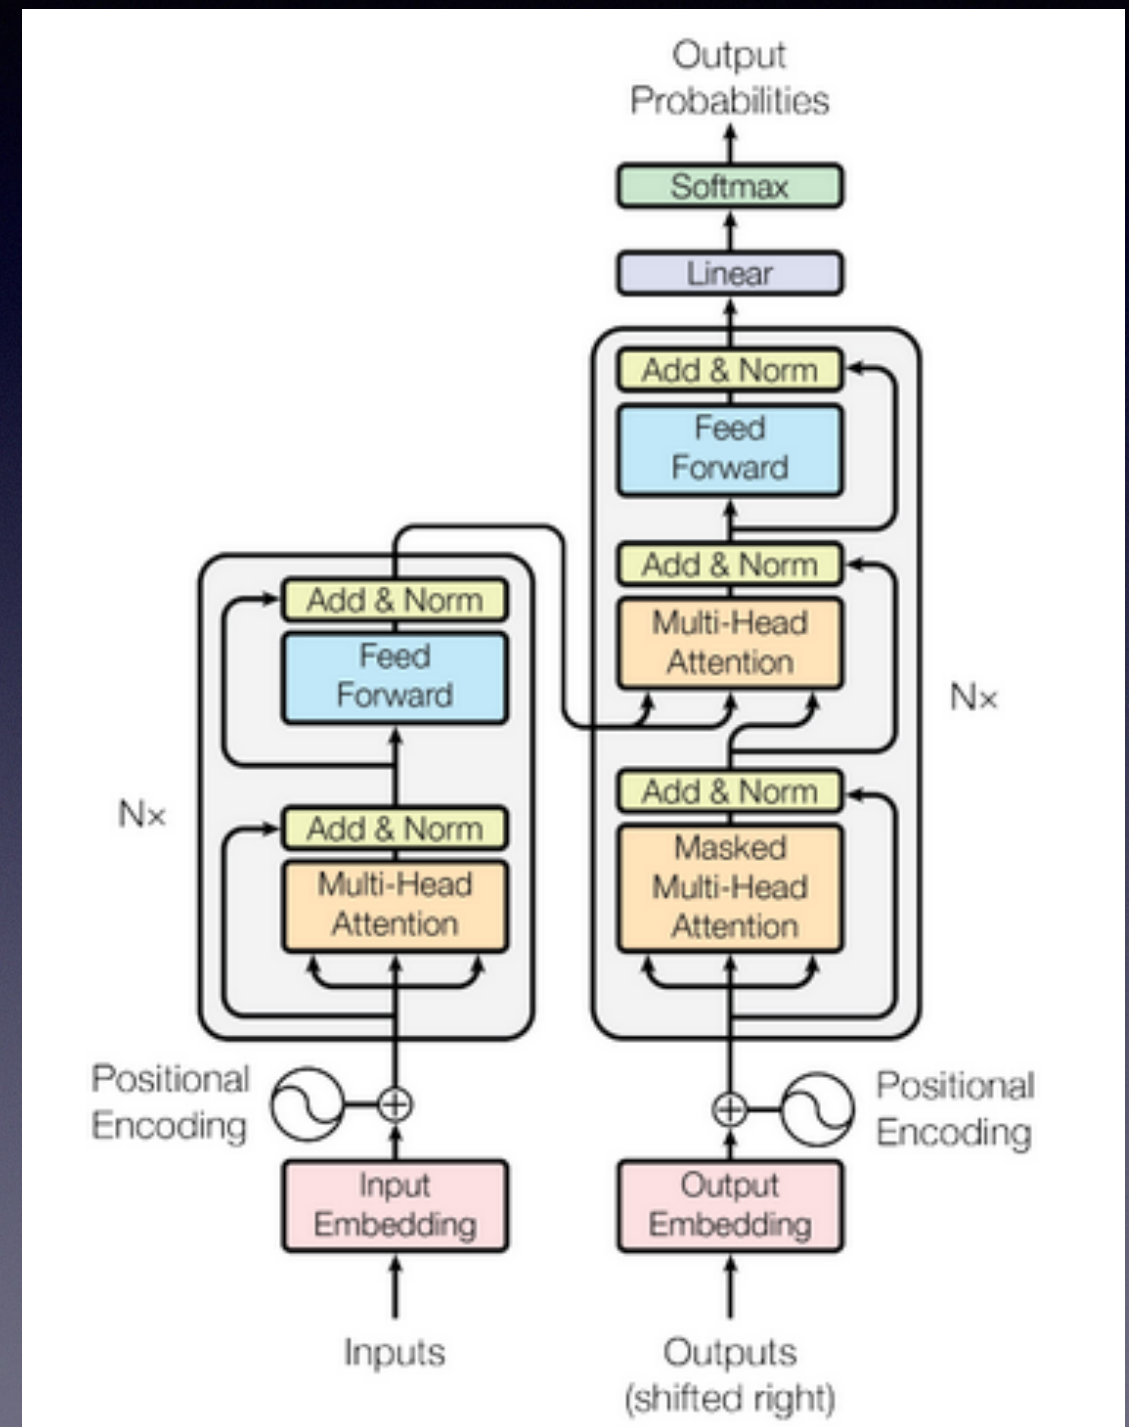 Output
Probabilities
Softmax
Linear
Add & Norm
Feed
Forward
Add & Norm
Multi-Head
Attention
Add & Norm
Masked
Multi-Head
Attention
N×
Add & Norm
Feed
Forward
Add & Norm
Multi-Head
Attention
N×
Positional
Encoding
Positional
Encoding
Input
Embedding
Output
Embedding
Inputs
Outputs
(shifted right)